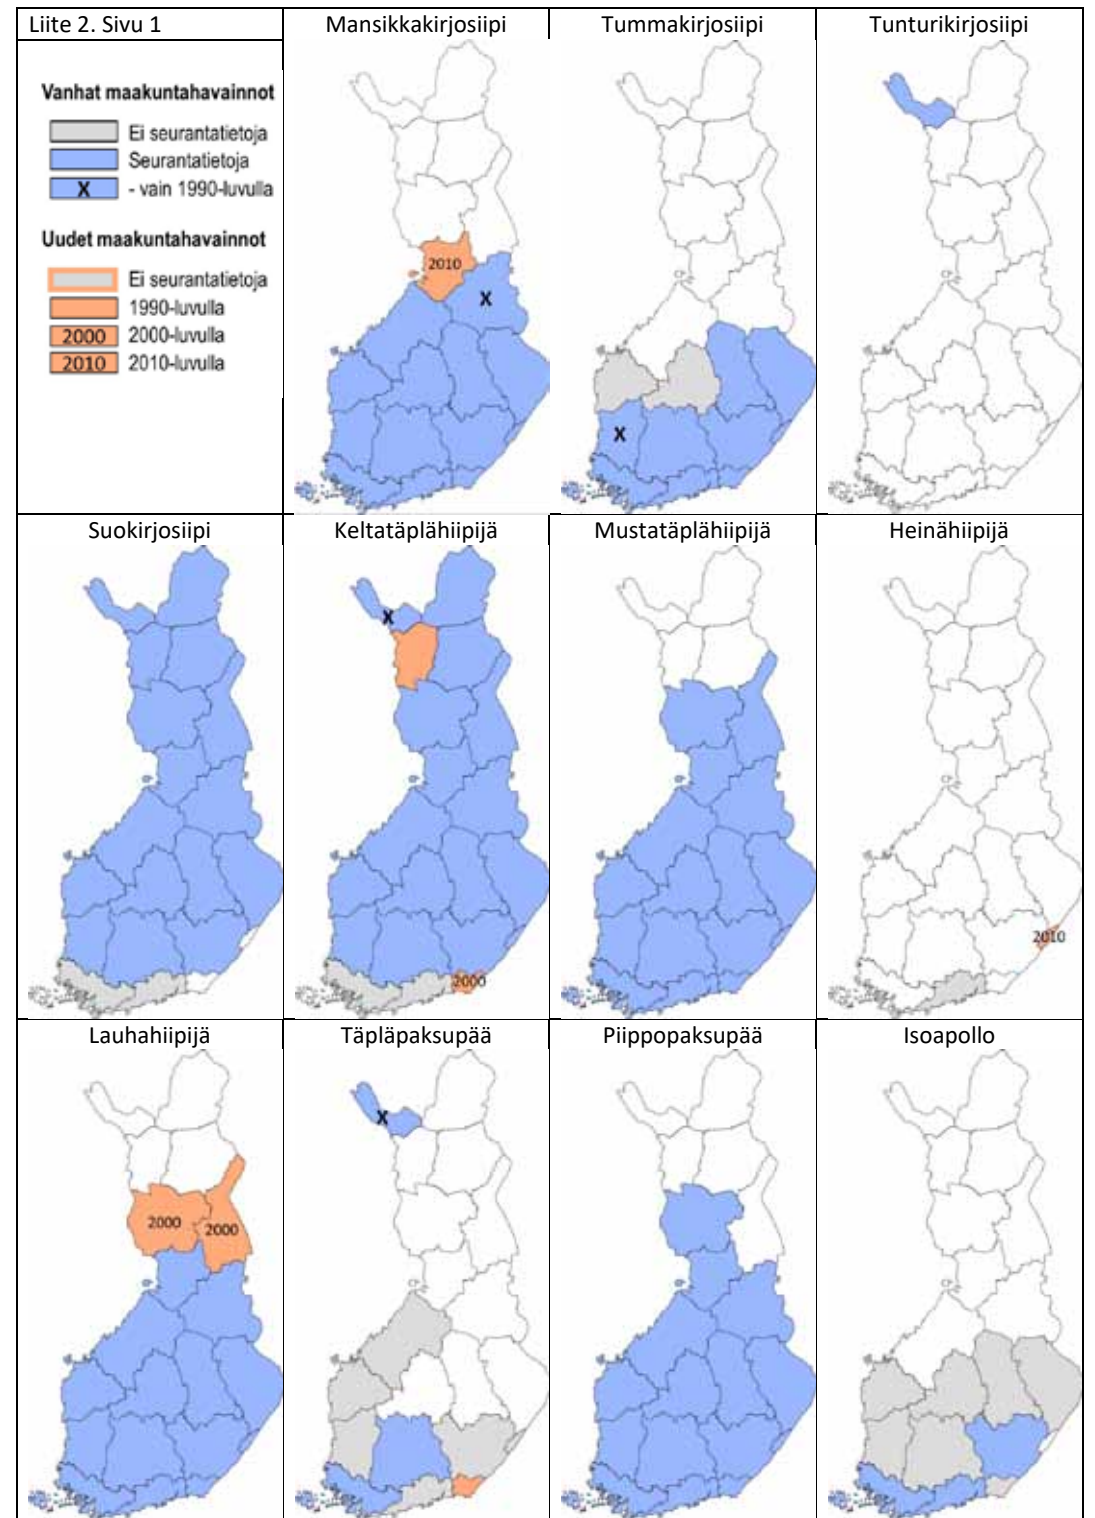 Liite 2. Sivu 1
Mansikkakirjosiipi
Tummakirjosiipi
Tunturikirjosiipi
Vanhat maakuntahavainnot
Ei seurantatietoja
Seurantatietoja
X - vain 1990-luvulla
Uudet maakuntahavainnot
Ei seurantatietoja
1990-luvulla
2000 2000-luvulla
2010 2010-luvulla
2010
X
X
Suokirjosiipi
Keltatäplähiipijä
Mustatäplähiipijä
Heinähiipijä
X
2000
2010
Lauhahiipijä
Täpläpaksupää
Piippopaksupää
Isoapollo
2000
2000
X